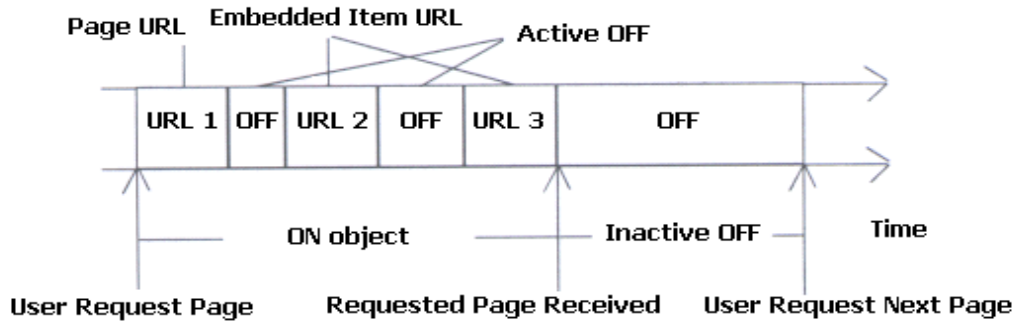 Page URL
Embedded Item URL
Active OFF
URL 1
OFF
URL 2
OFF
URL 3
OFF
ON object
Inactive OFF
Time
User Request Page
Requested Page Received
User Request Next Page